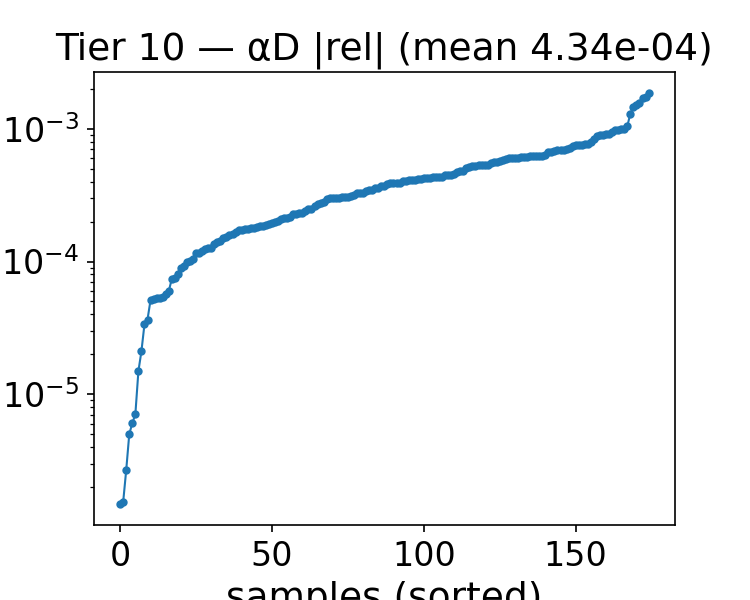 Tier 10 — αD |rel| (mean 4.34e-04)
10⁻³
10⁻⁴
10⁻⁵
0 50 100 150
samples (sorted)